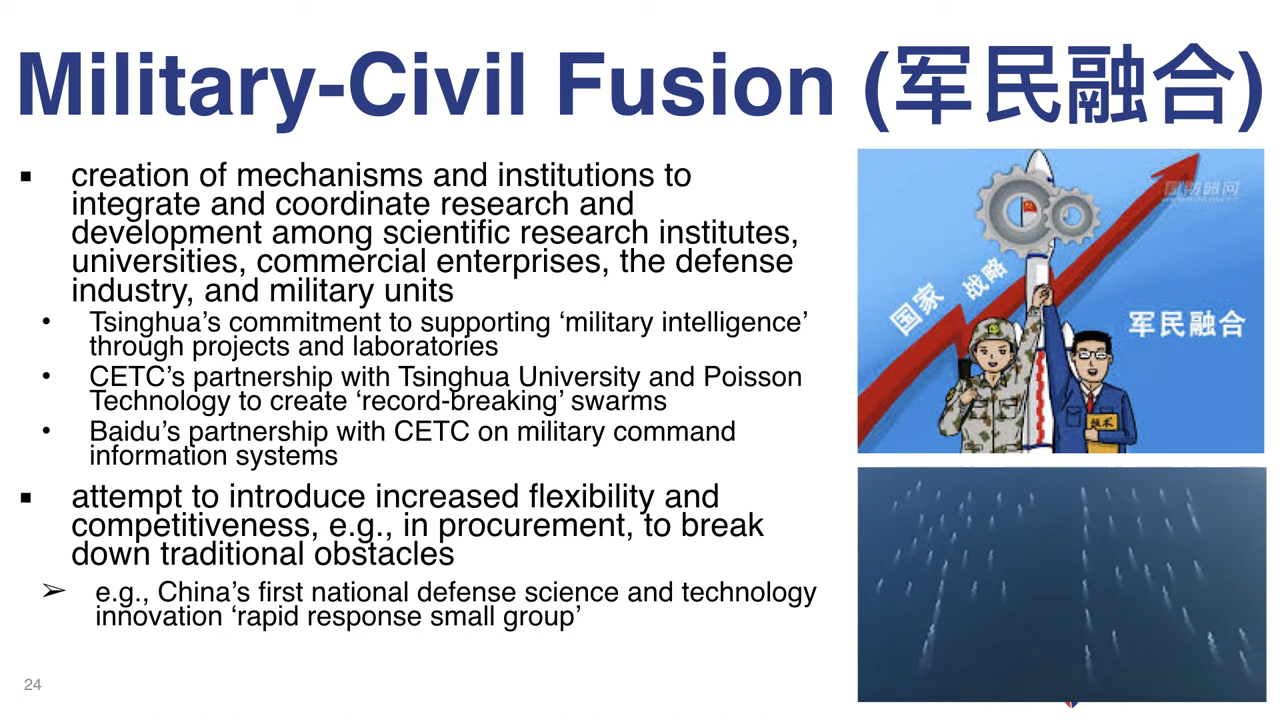 Military-Civil Fusion (军民融合)
▪ creation of mechanisms and institutions to
integrate and coordinate research and
development among scientific research institutes,
universities, commercial enterprises, the defense
industry, and military units
• Tsinghua’s commitment to supporting ‘military intelligence’
through projects and laboratories
• CETC’s partnership with Tsinghua University and Poisson
Technology to create ‘record-breaking’ swarms
• Baidu’s partnership with CETC on military command
information systems
▪ attempt to introduce increased flexibility and
competitiveness, e.g., in procurement, to break
down traditional obstacles
➢ e.g., China’s first national defense science and technology
innovation ‘rapid response small group’
24
国防部网
国家 战略
军民融合
技术